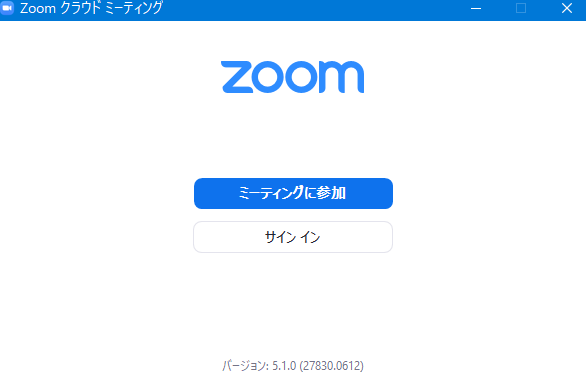 Zoom クラウド ミーティング
zoom
ミーティングに参加
サイン イン
バージョン: 5.1.0 (27830.0612)